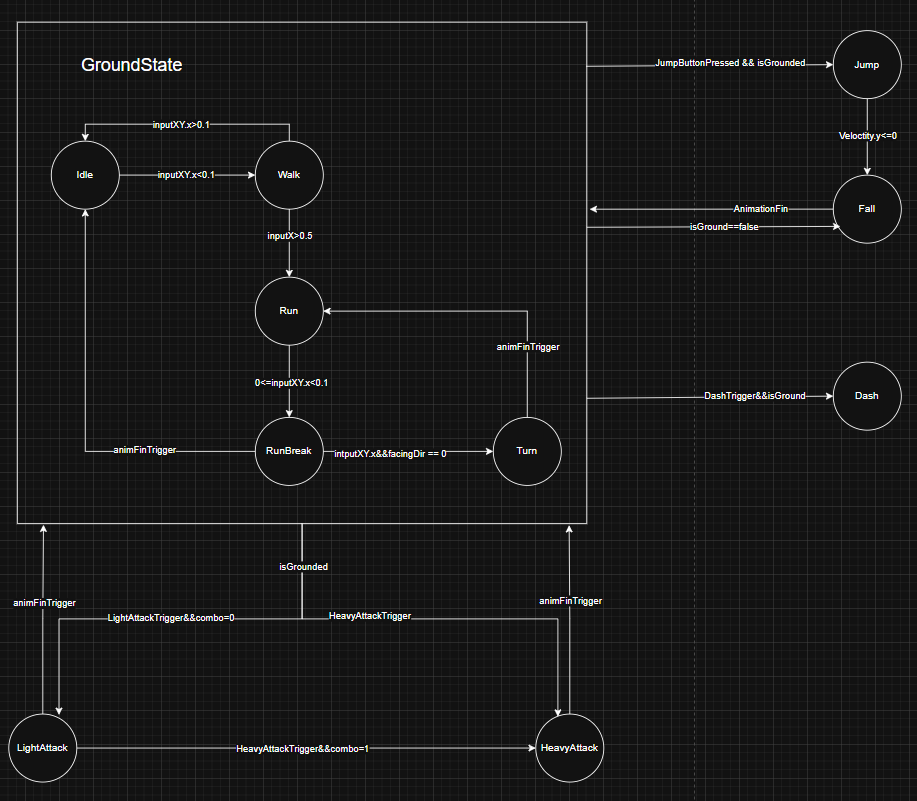 GroundState
JumpButtonPressed && isGrounded
Jump
inputXY.x>0.1
Veloctity.y<=0
Idle
inputXY.x<0.1
Walk
AnimationFin
Fall
isGround==false
inputX>0.5
Run
animFinTrigger
0<=inputXY.x<0.1
DashTrigger&&isGround
Dash
animFinTrigger
RunBreak
intputXY.x&&facingDir == 0
Turn
isGrounded
animFinTrigger
animFinTrigger
LightAttackTrigger&&combo=0
HeavyAttackTrigger
LightAttack
HeavyAttackTrigger&&combo=1
HeavyAttack